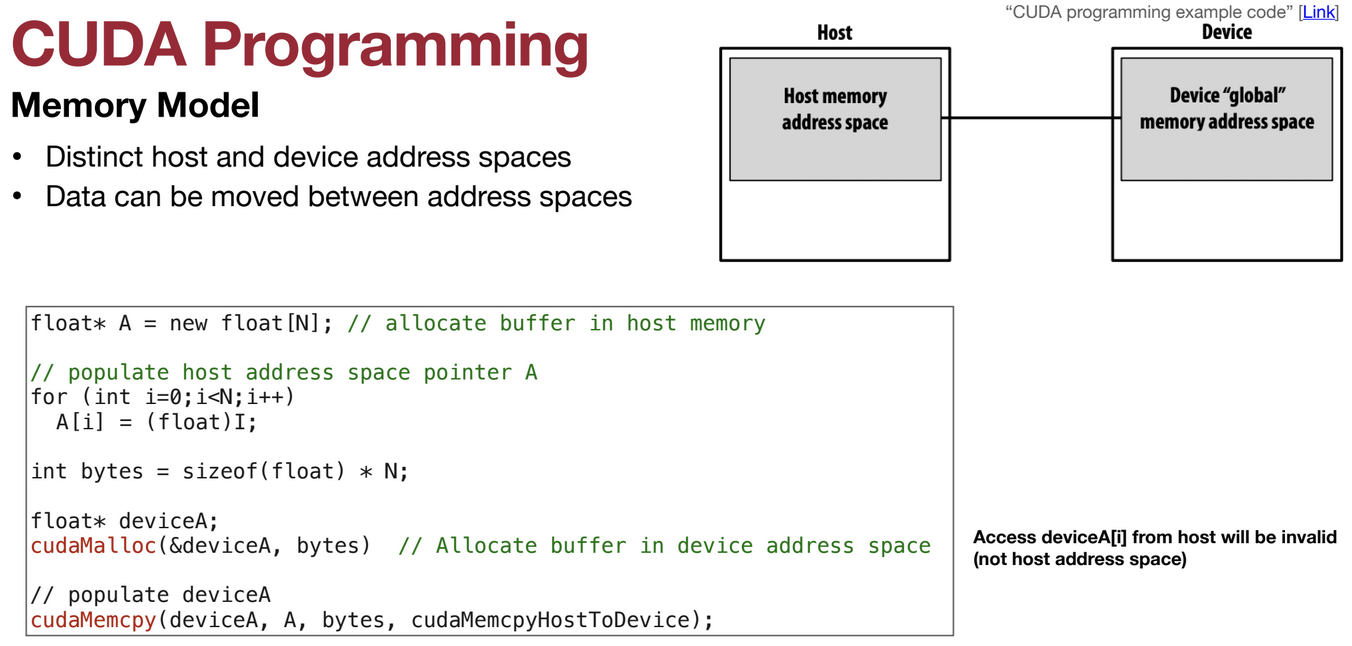 “CUDA programming example code” [Link]
CUDA Programming
Memory Model
• Distinct host and device address spaces
• Data can be moved between address spaces
Host
Host memory
address space
Device
Device “global”
memory address space
float* A = new float[N]; // allocate buffer in host memory
// populate host address space pointer A
for (int i=0;i<N;i++)
A[i] = (float)I;
int bytes = sizeof(float) * N;
float* deviceA;
cudaMalloc(&deviceA, bytes) // Allocate buffer in device address space
// populate deviceA
cudaMemcpy(deviceA, A, bytes, cudaMemcpyHostToDevice);
Access deviceA[i] from host will be invalid
(not host address space)